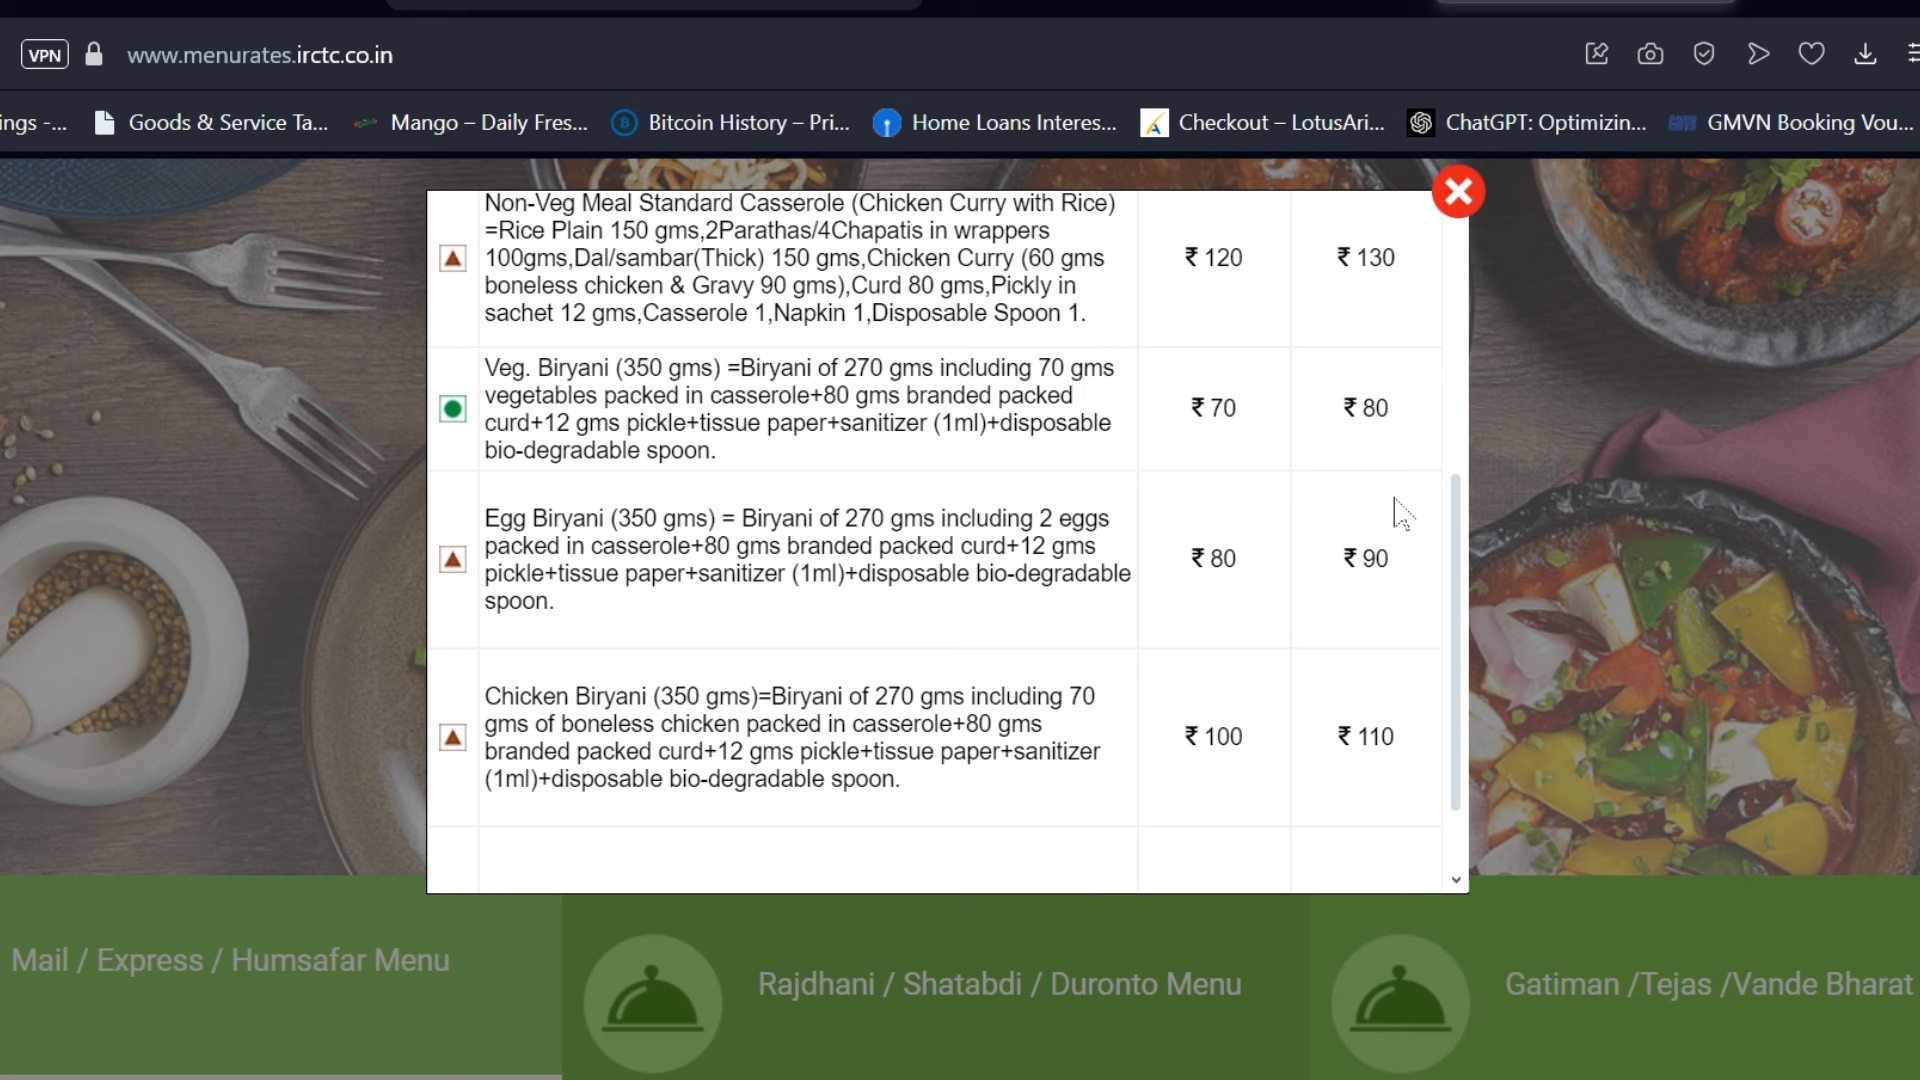 VPN www.menurates.irctc.co.in
ings -... Goods & Service Ta... Mango – Daily Fres... Bitcoin History – Pri... Home Loans Interes... Checkout – LotusAri... ChatGPT: Optimizin... GMVN GMVN Booking Vou...
Non-Veg Meal Standard Casserole (Chicken Curry with Rice)
=Rice Plain 150 gms,2Parathas/4Chapatis in wrappers
100gms,Dal/sambar(Thick) 150 gms,Chicken Curry (60 gms
boneless chicken & Gravy 90 gms),Curd 80 gms,Pickly in
sachet 12 gms,Casserole 1,Napkin 1,Disposable Spoon 1.
₹ 120 ₹ 130
Veg. Biryani (350 gms) =Biryani of 270 gms including 70 gms
vegetables packed in casserole+80 gms branded packed
curd+12 gms pickle+tissue paper+sanitizer (1ml)+disposable
bio-degradable spoon.
₹ 70 ₹ 80
Egg Biryani (350 gms) = Biryani of 270 gms including 2 eggs
packed in casserole+80 gms branded packed curd+12 gms
pickle+tissue paper+sanitizer (1ml)+disposable bio-degradable
spoon.
₹ 80 ₹ 90
Chicken Biryani (350 gms)=Biryani of 270 gms including 70
gms of boneless chicken packed in casserole+80 gms
branded packed curd+12 gms pickle+tissue paper+sanitizer
(1ml)+disposable bio-degradable spoon.
₹ 100 ₹ 110
Mail / Express / Humsafar Menu
Rajdhani / Shatabdi / Duronto Menu
Gatiman /Tejas /Vande Bharat